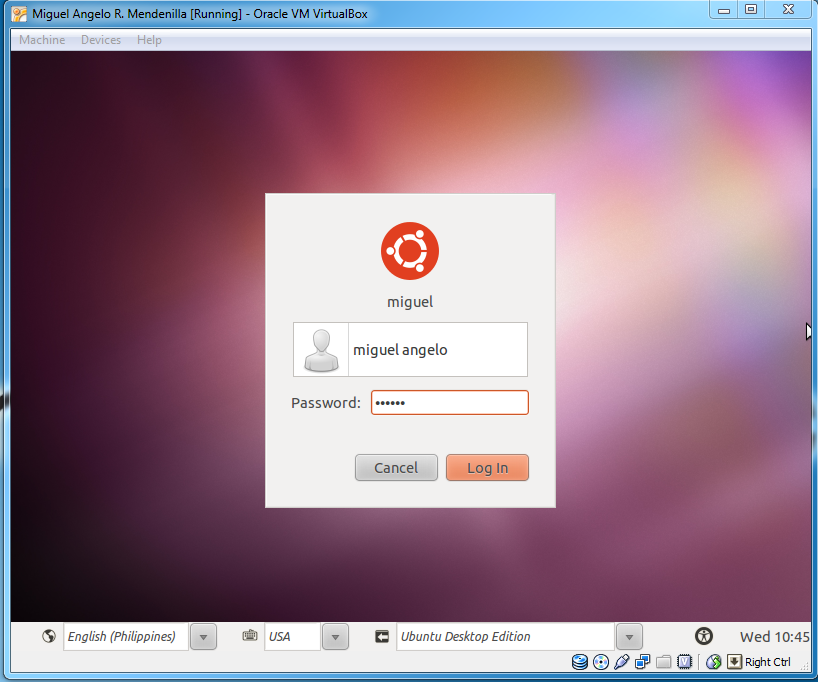 Miguel Angelo R. Mendenilla [Running] - Oracle VM VirtualBox
Machine Devices Help
miguel
miguel angelo
Password: ••••••
Cancel Log In
English (Philippines) USA Ubuntu Desktop Edition Wed 10:45
Right Ctrl